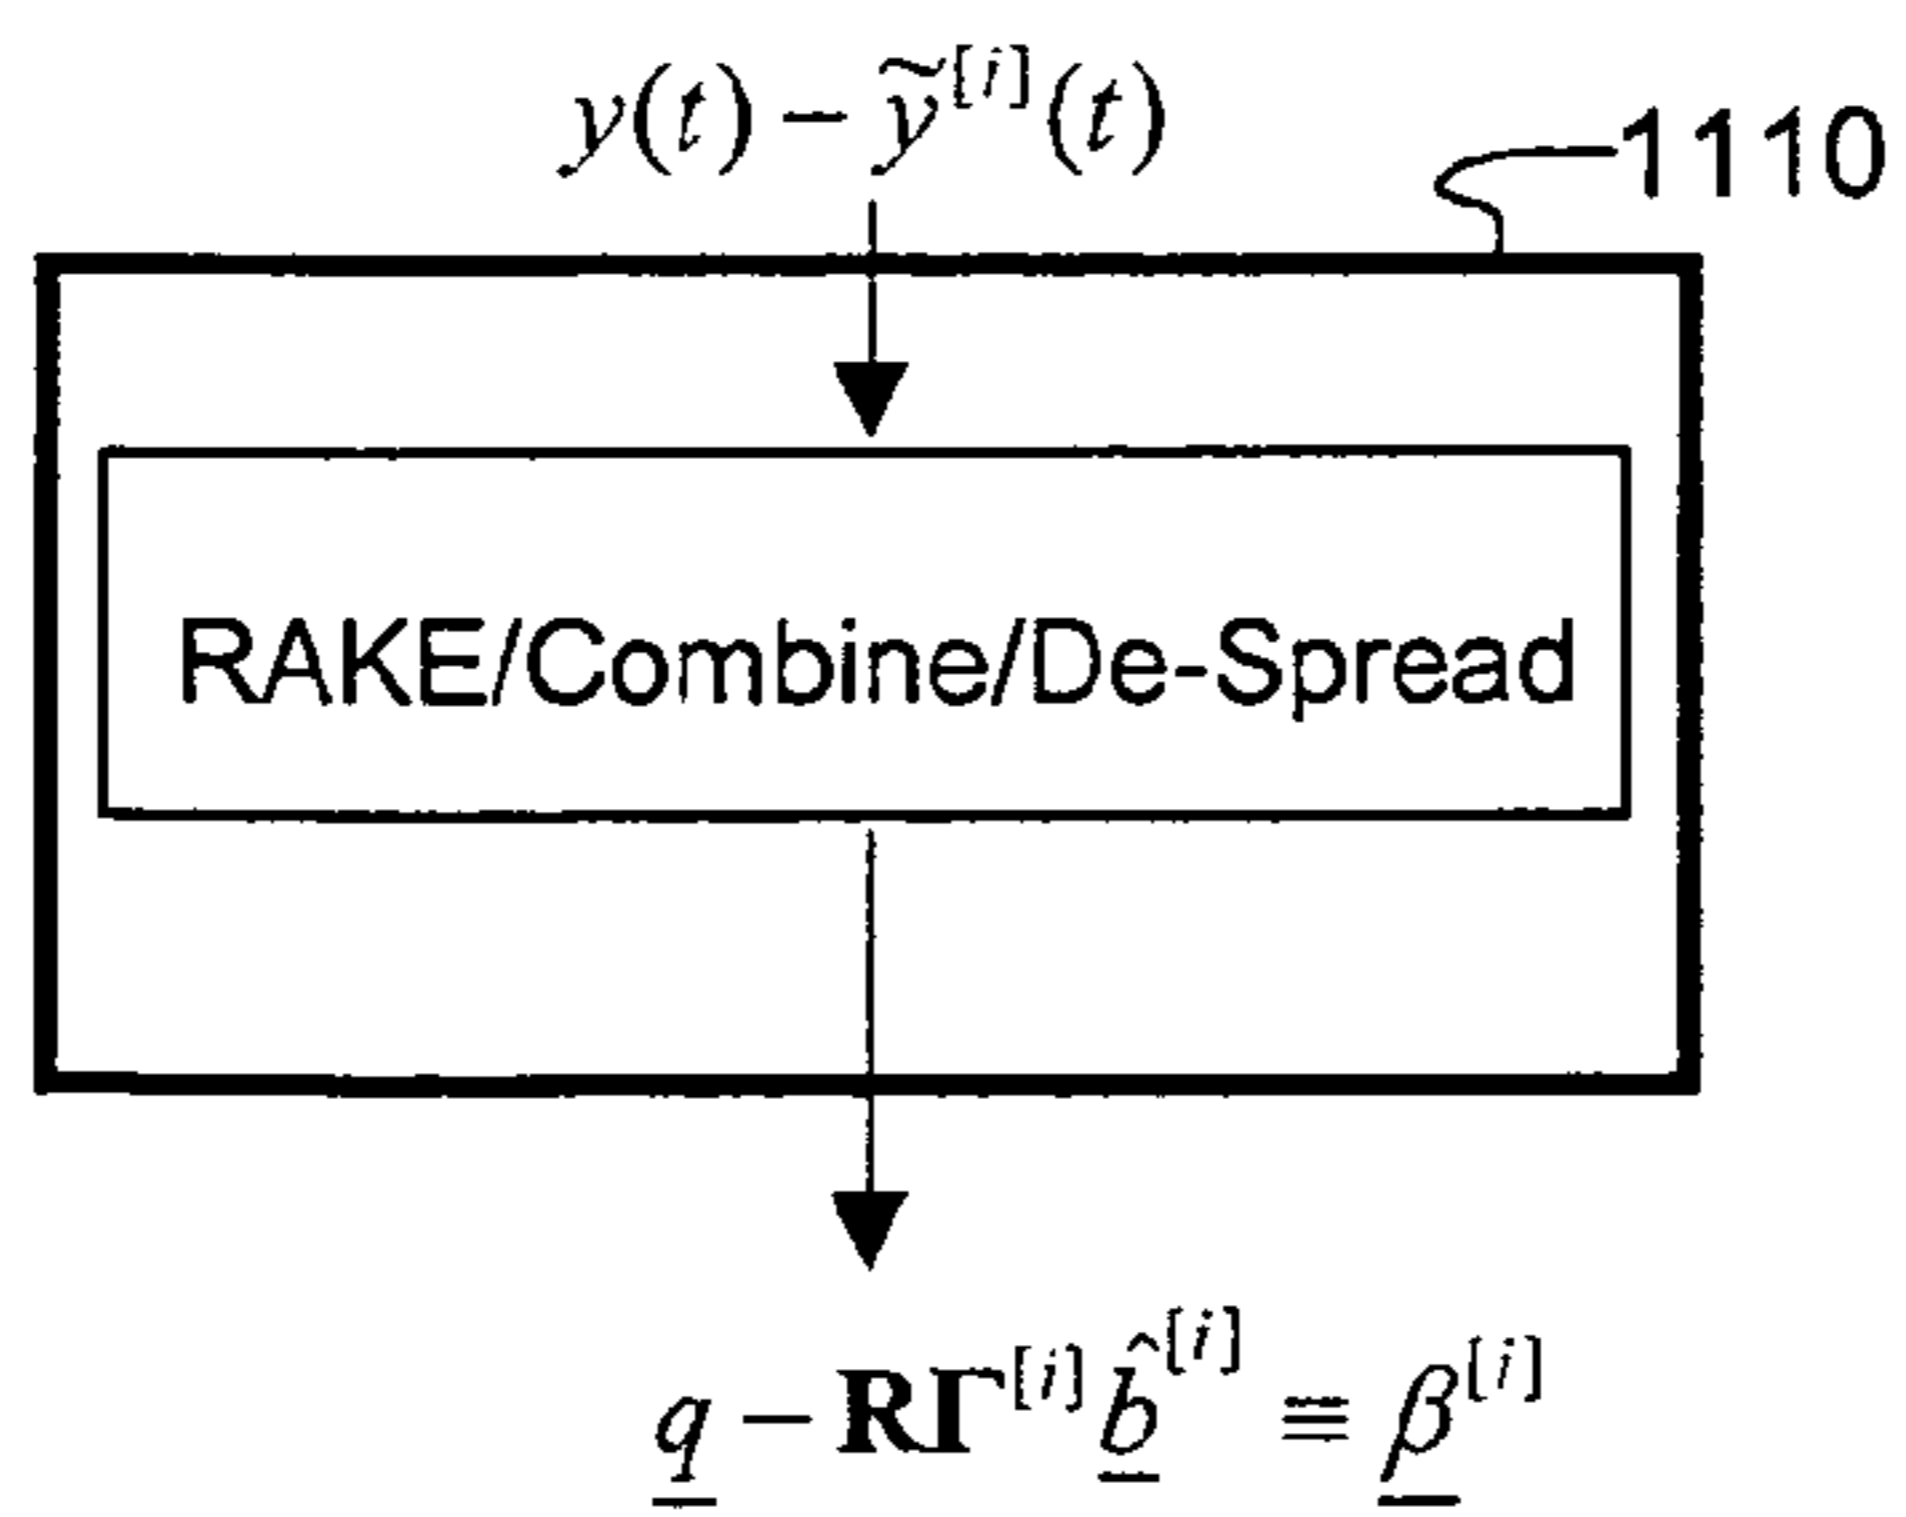 y(t) − ỹ^[i](t)
1110
RAKE/Combine/De-Spread
q̲ − RΓ^[i] b̲̂^[i] ≡ β̲^[i]